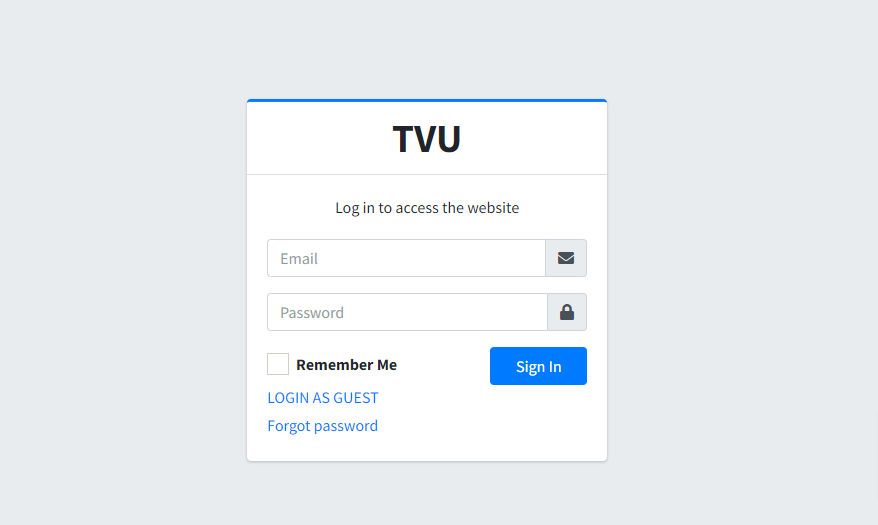 TVU
Log in to access the website
Email
Password
Remember Me
Sign In
LOGIN AS GUEST
Forgot password